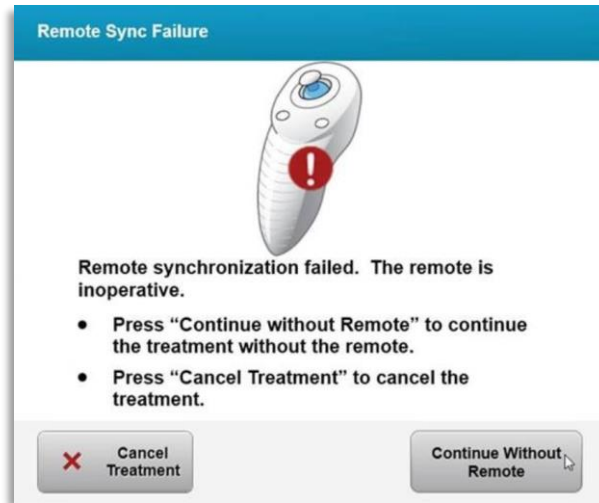 Remote Sync Failure
Remote synchronization failed. The remote is
inoperative.
• Press “Continue without Remote” to continue
the treatment without the remote.
• Press “Cancel Treatment” to cancel the
treatment.
Cancel
Treatment
Continue Without
Remote